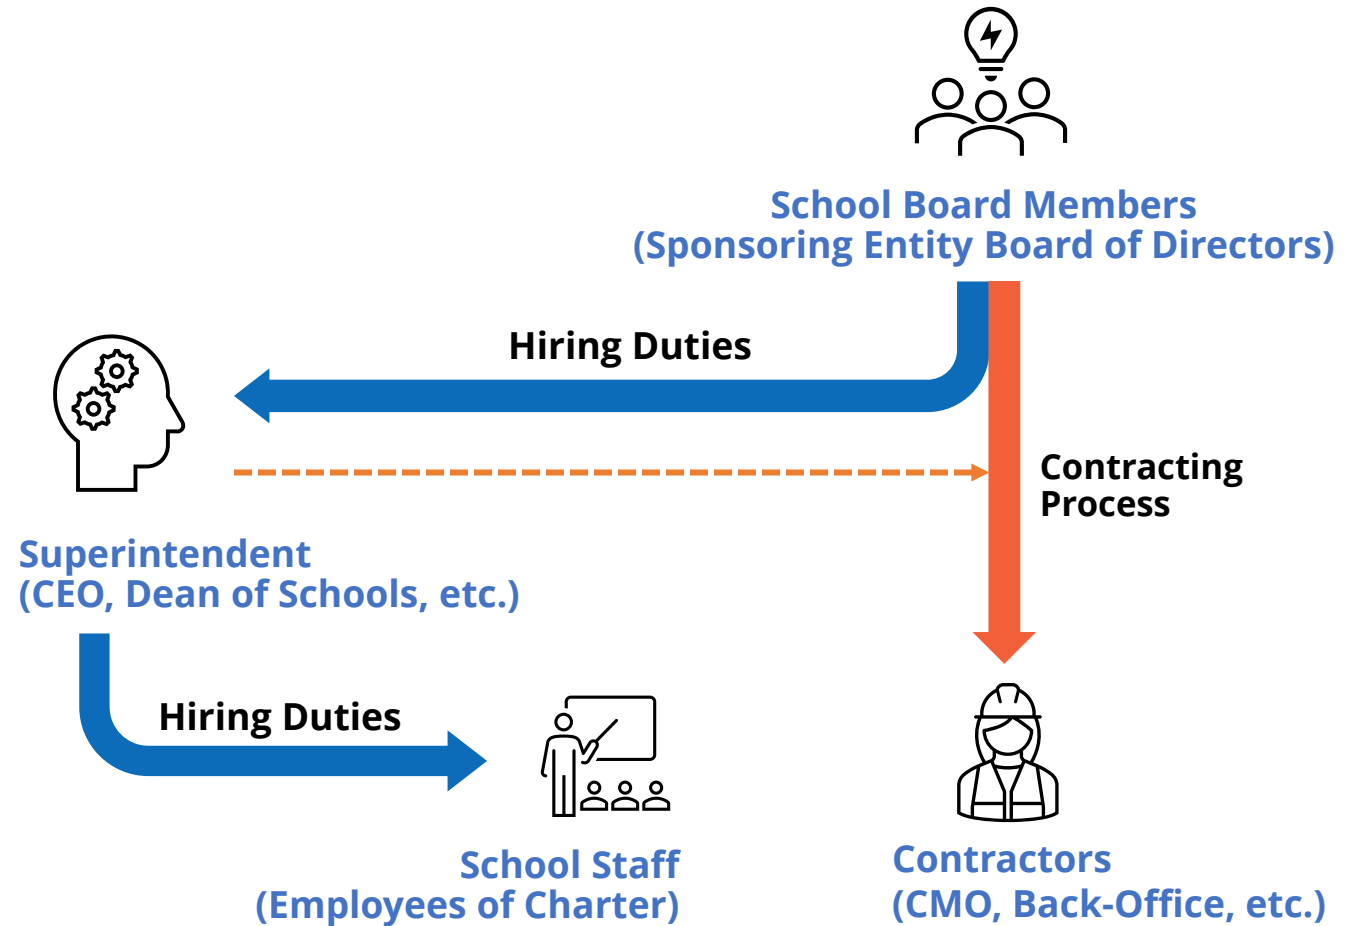 School Board Members
(Sponsoring Entity Board of Directors)
Hiring Duties
Contracting
Process
Superintendent
(CEO, Dean of Schools, etc.)
Hiring Duties
School Staff
(Employees of Charter)
Contractors
(CMO, Back-Office, etc.)